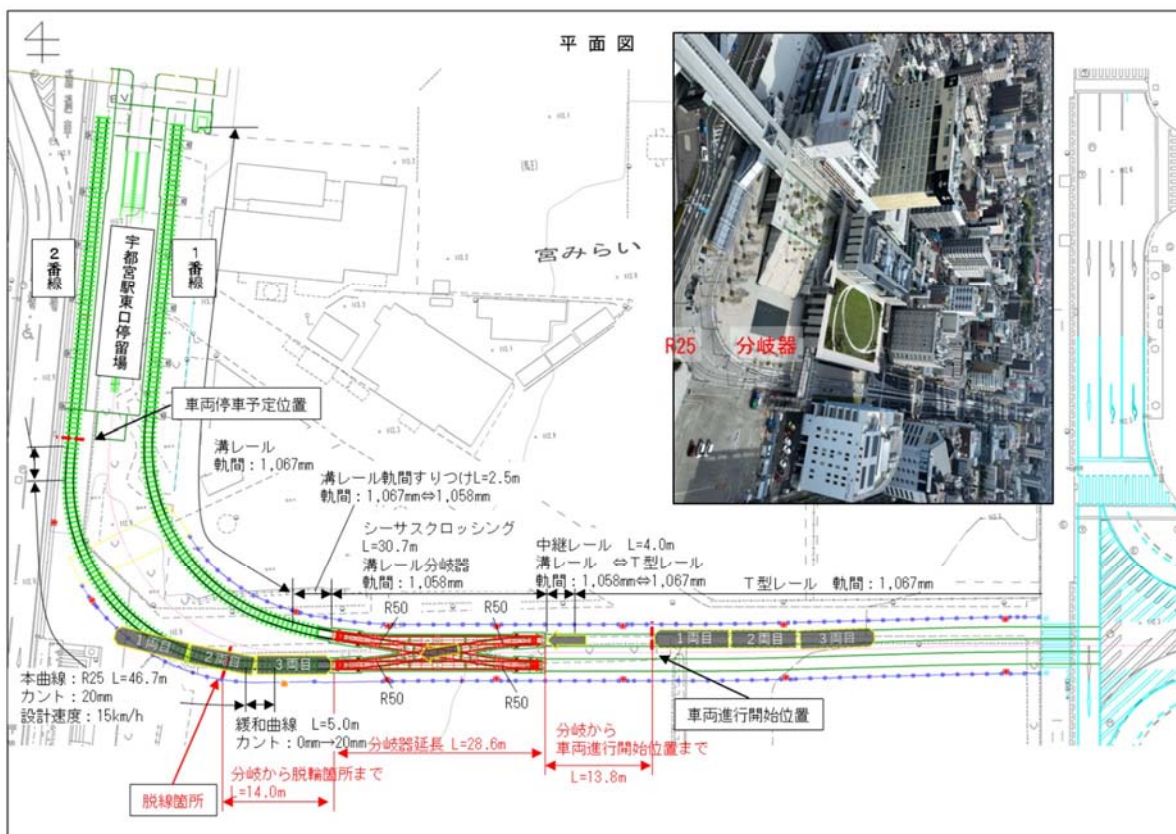 平面図
EV
2番線
宇都宮駅東口停留場
1番線
宮みらい
R25
分岐器
車両停車予定位置
溝レール
軌間：1,067mm
溝レール軌間すりつけL=2.5m
軌間：1,067mm⇔1,058mm
シーサスクロッシング
L=30.7m
溝レール分岐器
軌間：1,058mm
中継レール L=4.0m
溝レール ⇔T型レール
軌間：1,058mm⇔1,067mm
T型レール 軌間：1,067mm
R50
R50
1両目
2両目
3両目
1両目
2両目
3両目
R50
R50
本曲線：R25 L=46.7m
カント：20mm
設計速度：15km/h
緩和曲線 L=5.0m
カント：0mm→20mm
分岐器延長 L=28.6m
分岐から
車両進行開始位置まで
L=13.8m
車両進行開始位置
分岐から脱輪箇所まで
L=14.0m
脱線箇所